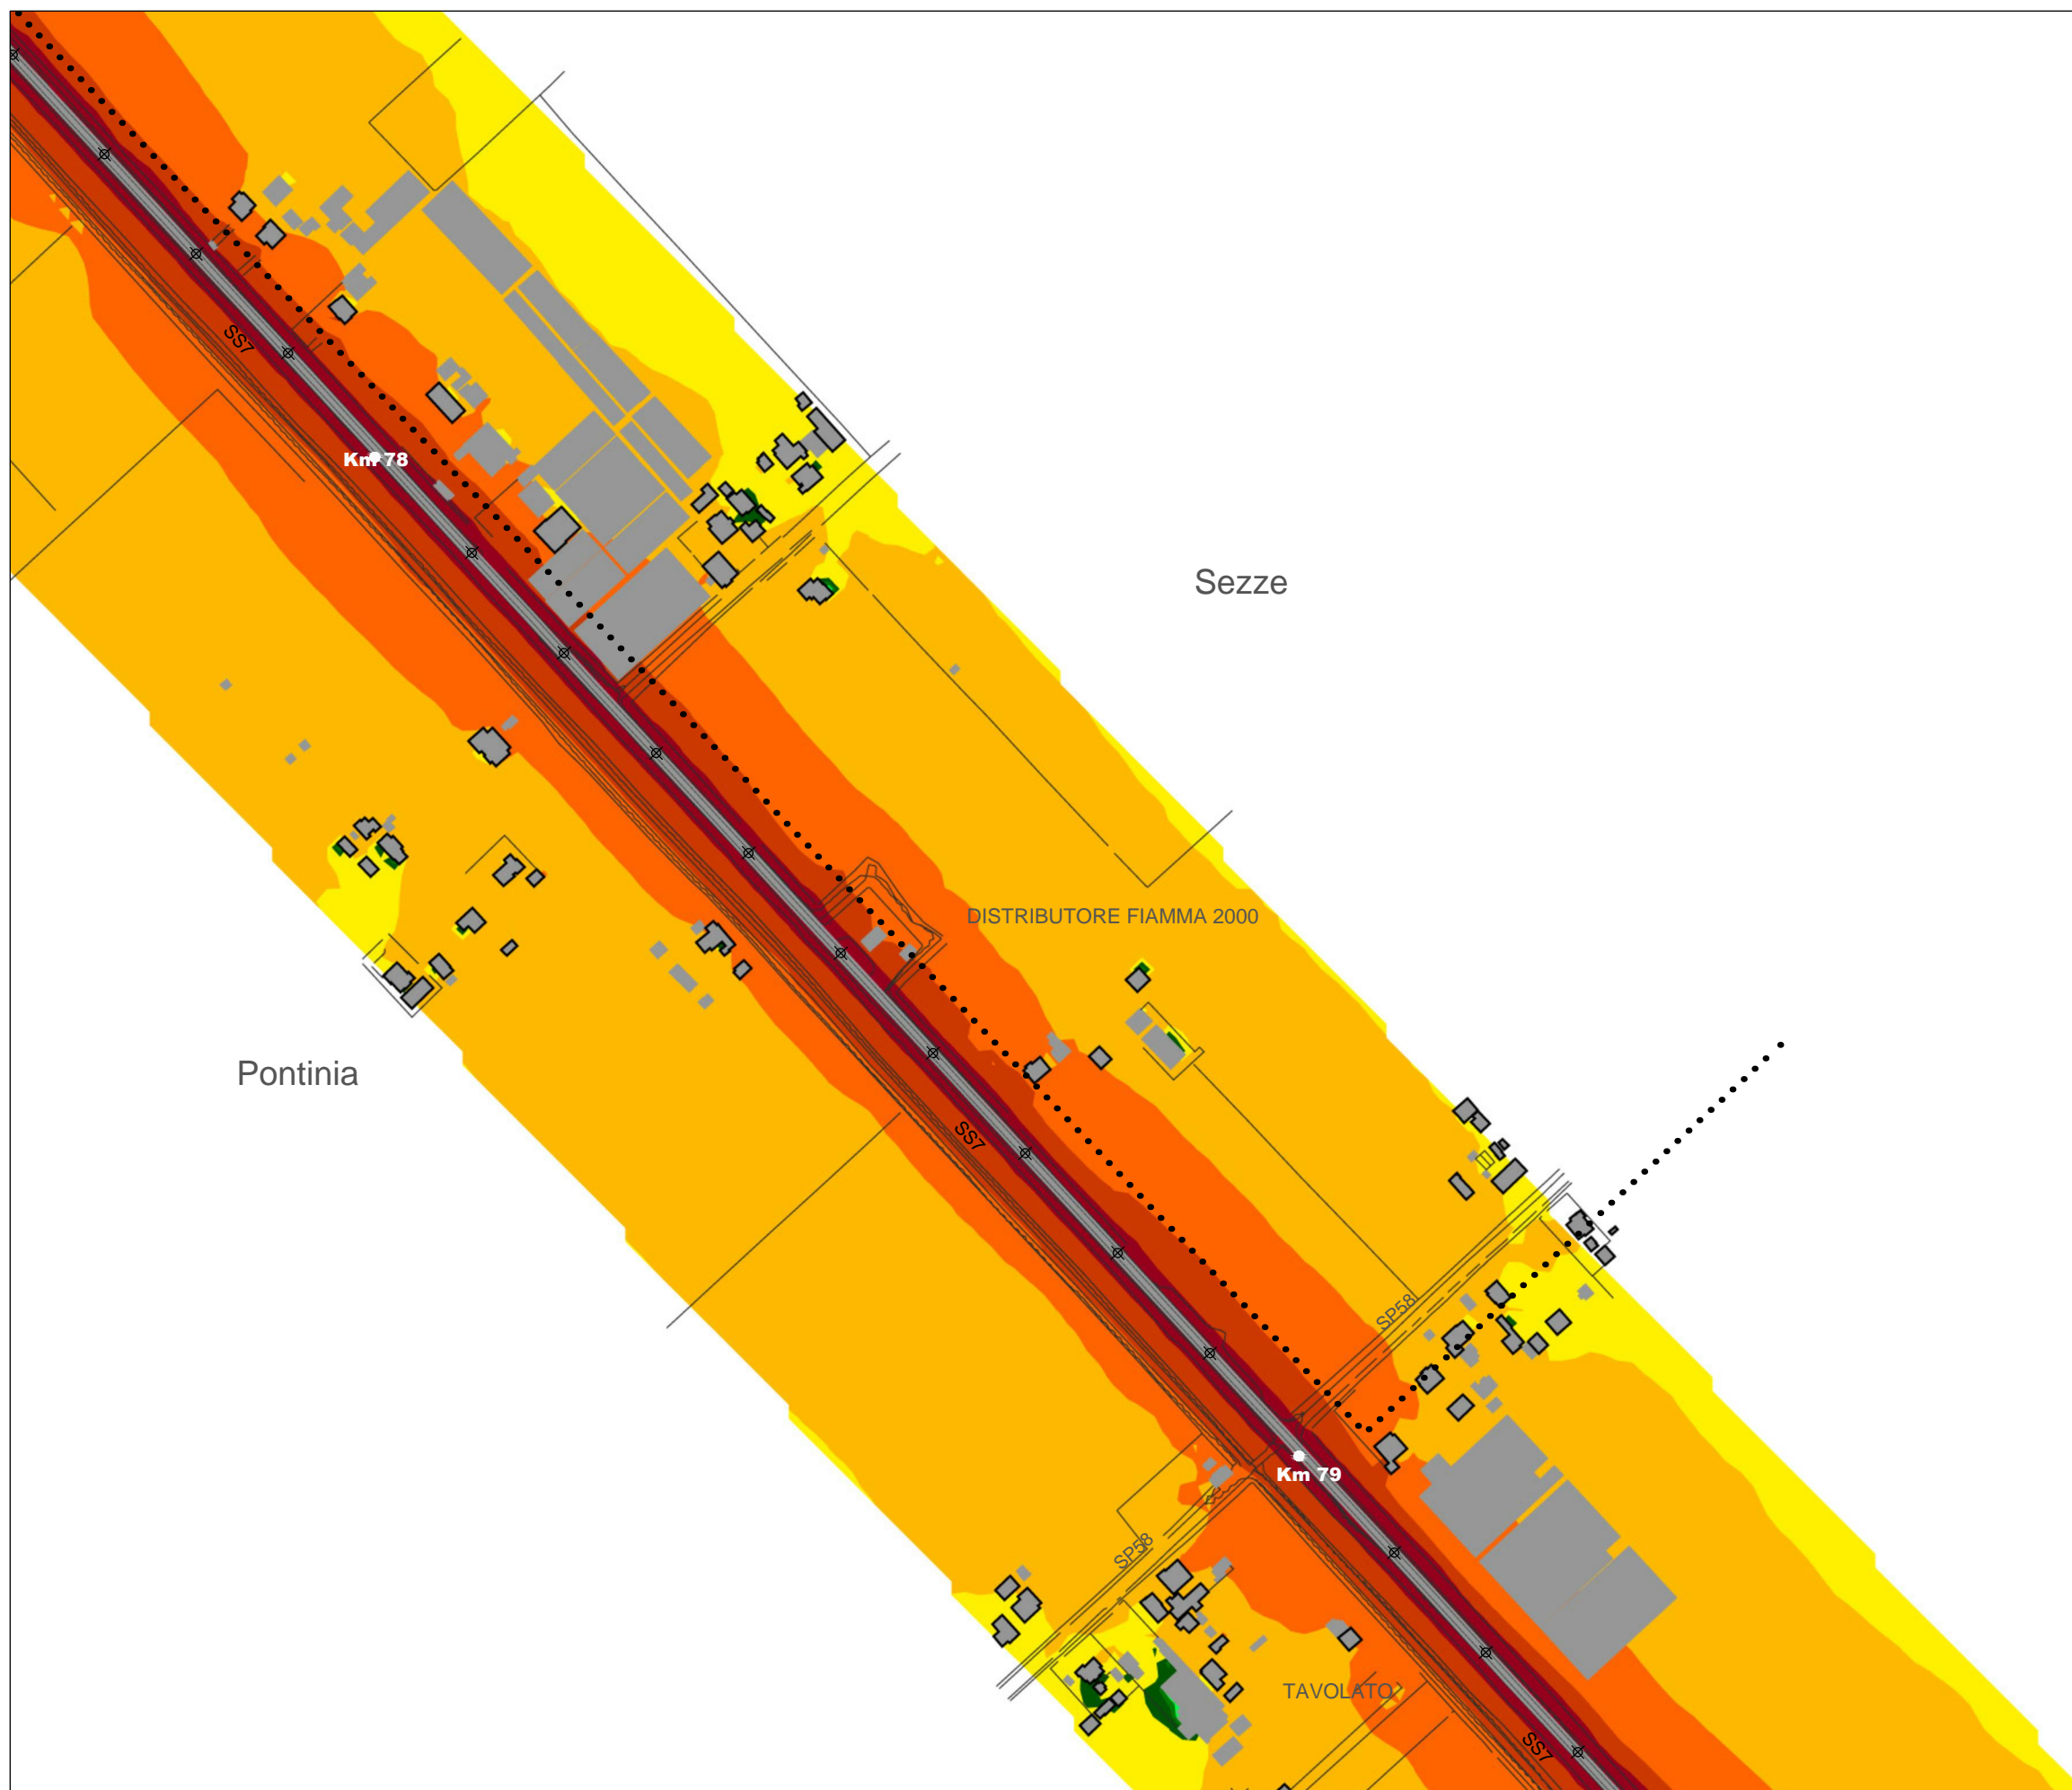 SS7
Km 78
Sezze
DISTRIBUTORE FIAMMA 2000
Pontinia
SS7
SP58
Km 79
SP58
TAVOLATO
SS7